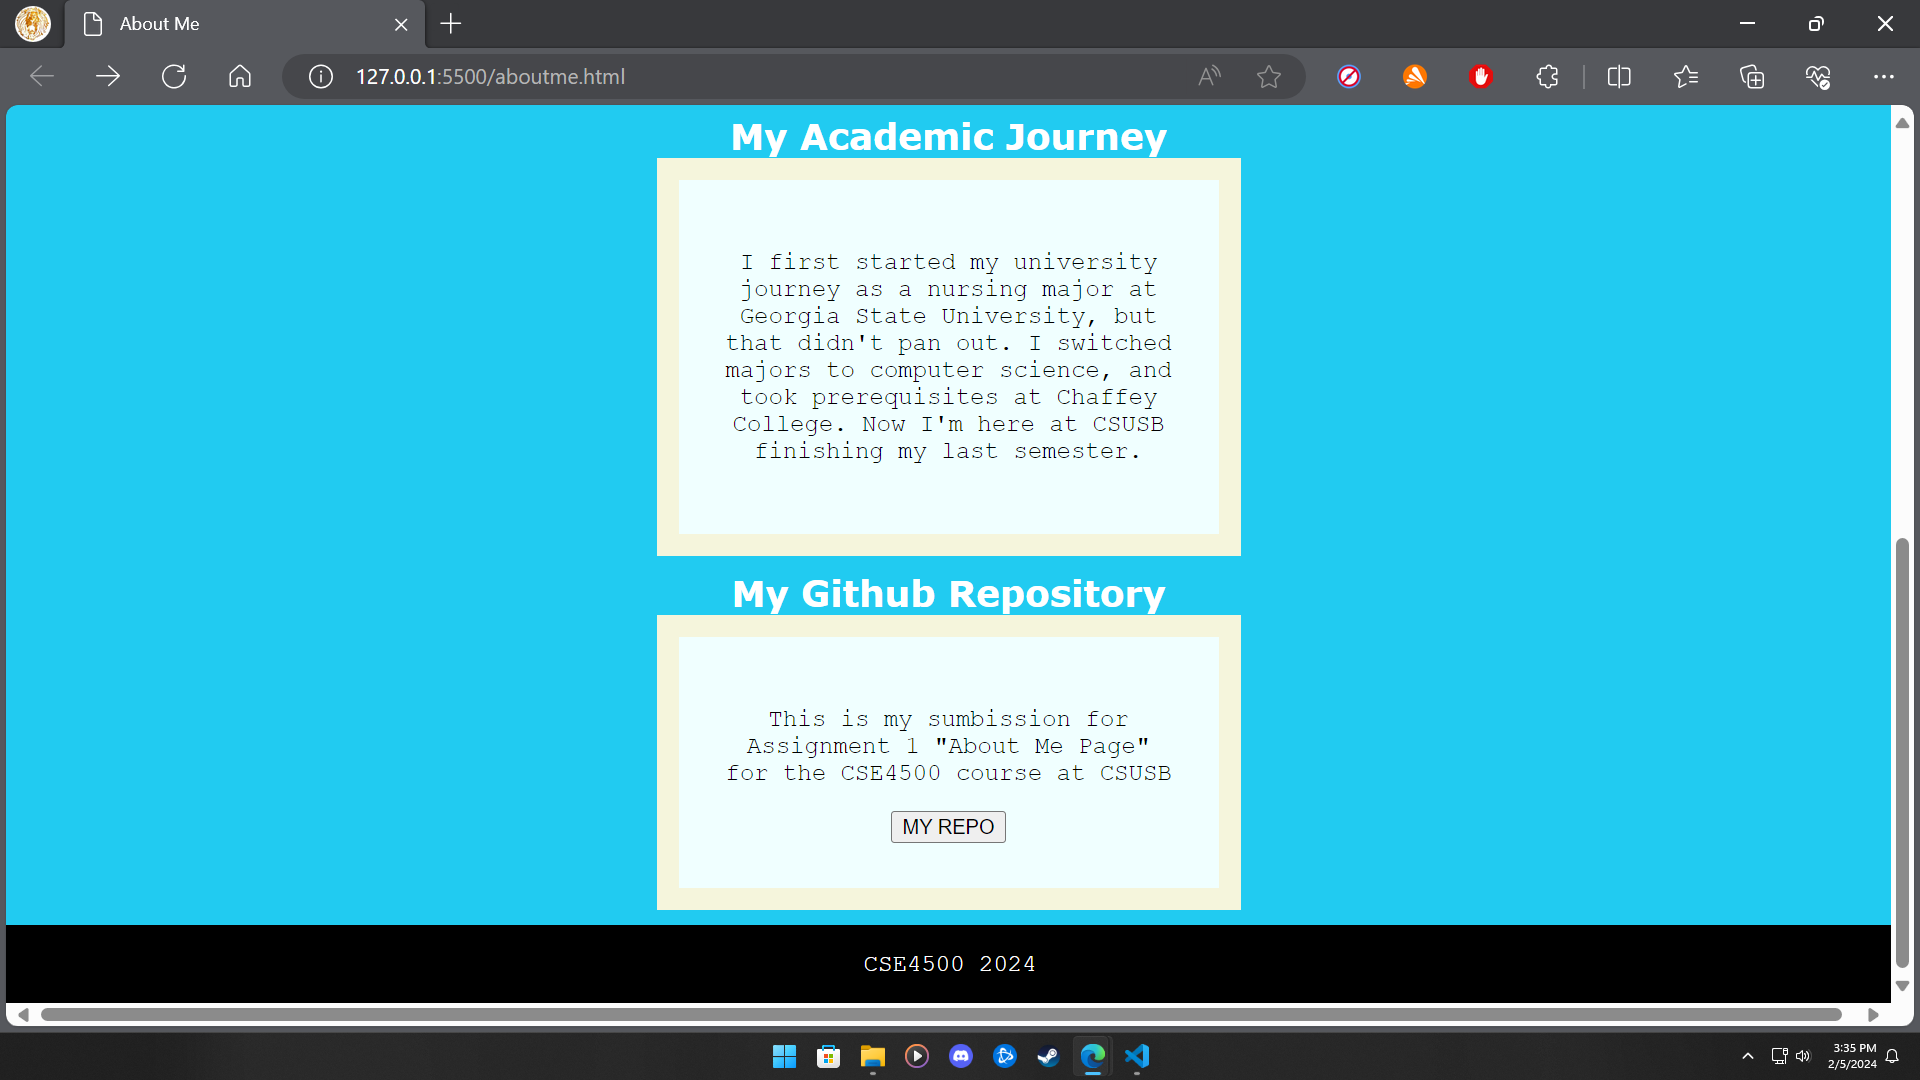 About Me
127.0.0.1:5500/aboutme.html
My Academic Journey
I first started my university
journey as a nursing major at
Georgia State University, but
that didn't pan out. I switched
majors to computer science, and
took prerequisites at Chaffey
College. Now I'm here at CSUSB
finishing my last semester.
My Github Repository
This is my sumbission for
Assignment 1 "About Me Page"
for the CSE4500 course at CSUSB
MY REPO
CSE4500 2024
3:35 PM
2/5/2024